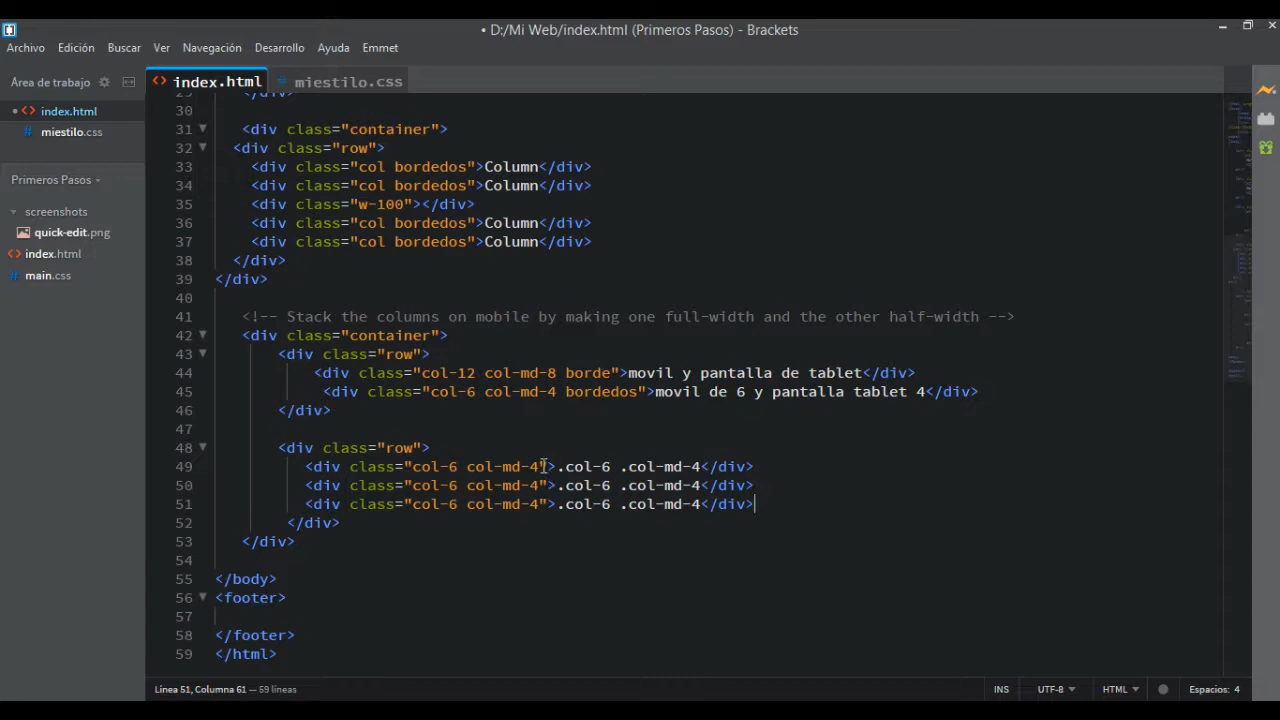 D:/Mi Web/index.html (Primeros Pasos) - Brackets
Archivo Edición Buscar Ver Navegación Desarrollo Ayuda Emmet
Área de trabajo
index.html
miestilo.css
Primeros Pasos
screenshots
quick-edit.png
index.html
main.css
<> index.html # miestilo.css
29 </div>
30
31 <div class="container">
32 <div class="row">
33 <div class="col bordedos">Column</div>
34 <div class="col bordedos">Column</div>
35 <div class="w-100"></div>
36 <div class="col bordedos">Column</div>
37 <div class="col bordedos">Column</div>
38 </div>
39 </div>
40
41 <!-- Stack the columns on mobile by making one full-width and the other half-width -->
42 <div class="container">
43 <div class="row">
44 <div class="col-12 col-md-8 borde">movil y pantalla de tablet</div>
45 <div class="col-6 col-md-4 bordedos">movil de 6 y pantalla tablet 4</div>
46 </div>
47
48 <div class="row">
49 <div class="col-6 col-md-4">.col-6 .col-md-4</div>
50 <div class="col-6 col-md-4">.col-6 .col-md-4</div>
51 <div class="col-6 col-md-4">.col-6 .col-md-4</div>
52 </div>
53 </div>
54
55 </body>
56 <footer>
57
58 </footer>
59 </html>
Línea 51, Columna 61 — 59 líneas INS UTF-8 HTML Espacios: 4